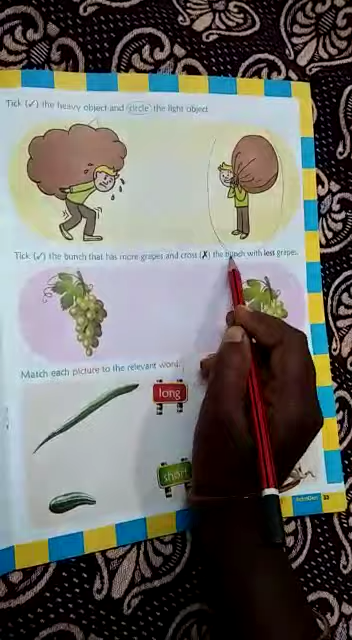 Tick (✓) the heavy object and circle the light object
Tick (✓) the bunch that has more grapes and cross (✗) the bunch with less grapes.
Match each picture to the relevant word.
long
short